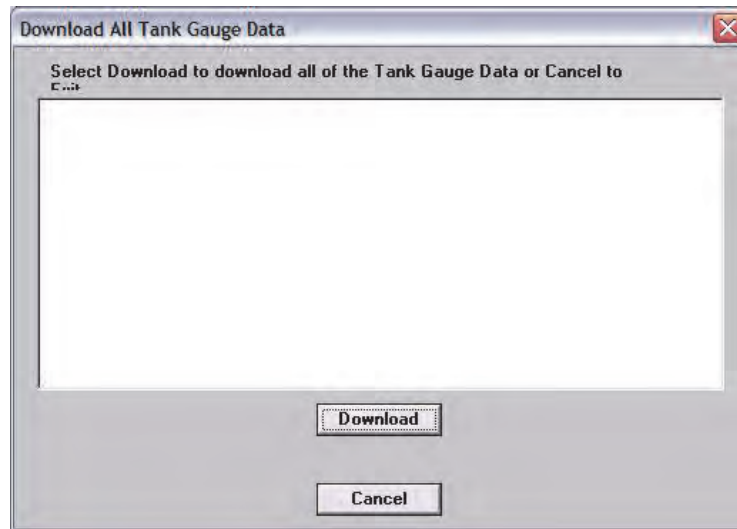 Download All Tank Gauge Data
Select Download to download all of the Tank Gauge Data or Cancel to
Download
Cancel